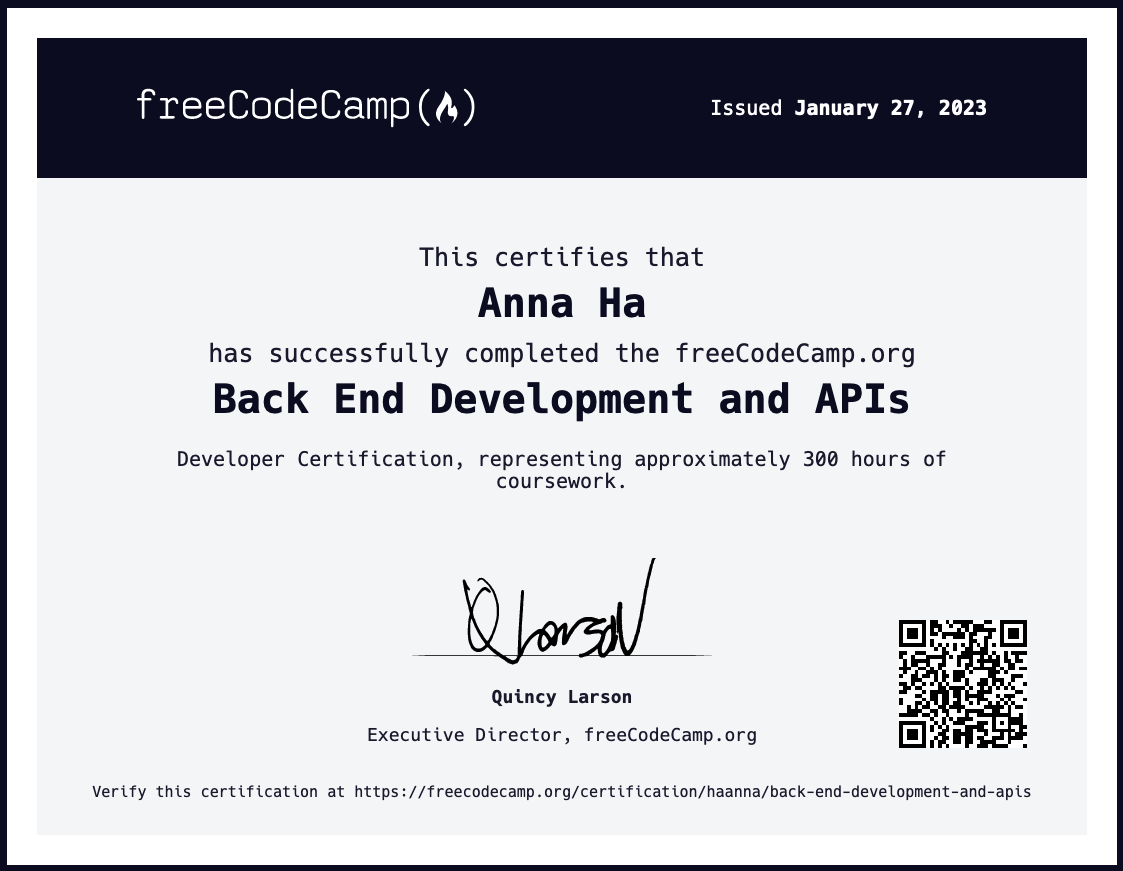 freeCodeCamp(🔥)
Issued January 27, 2023
This certifies that
Anna Ha
has successfully completed the freeCodeCamp.org
Back End Development and APIs
Developer Certification, representing approximately 300 hours of
coursework.
Q Larson
Quincy Larson
Executive Director, freeCodeCamp.org
Verify this certification at https://freecodecamp.org/certification/haanna/back-end-development-and-apis